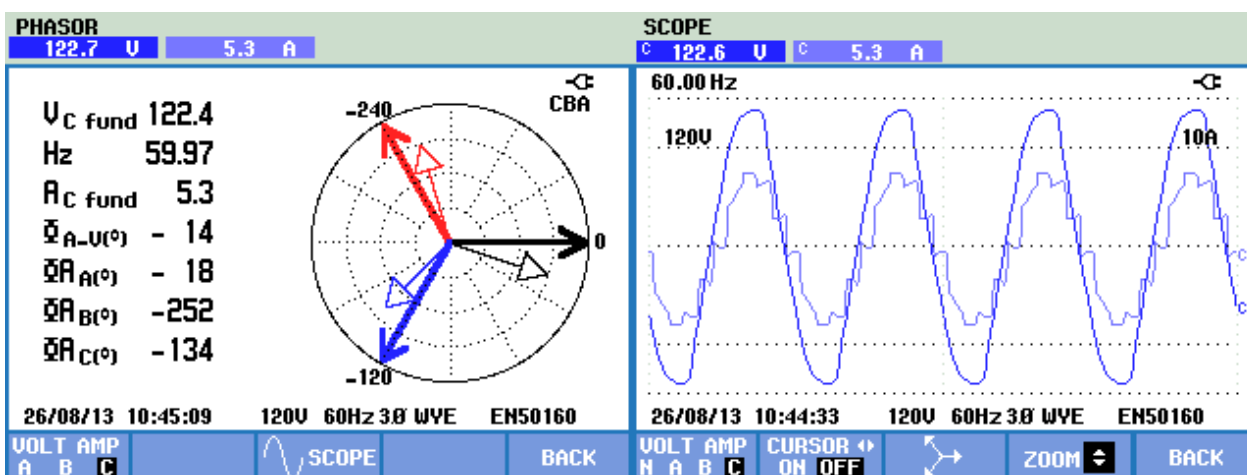 PHASOR
122.7 V 5.3 A
CBA
V C fund 122.4
Hz 59.97
A C fund 5.3
Φ A-V(°) - 14
ΦA A(°) - 18
ΦA B(°) -252
ΦA C(°) -134
-240
0
-120
26/08/13 10:45:09 120V 60Hz 3Ø WYE EN50160
VOLT AMP
A B C
SCOPE
BACK
SCOPE
C 122.6 V C 5.3 A
60.00 Hz
120V 10A
C
C
26/08/13 10:44:33 120V 60Hz 3Ø WYE EN50160
VOLT AMP
N A B C
CURSOR
ON OFF
ZOOM
BACK